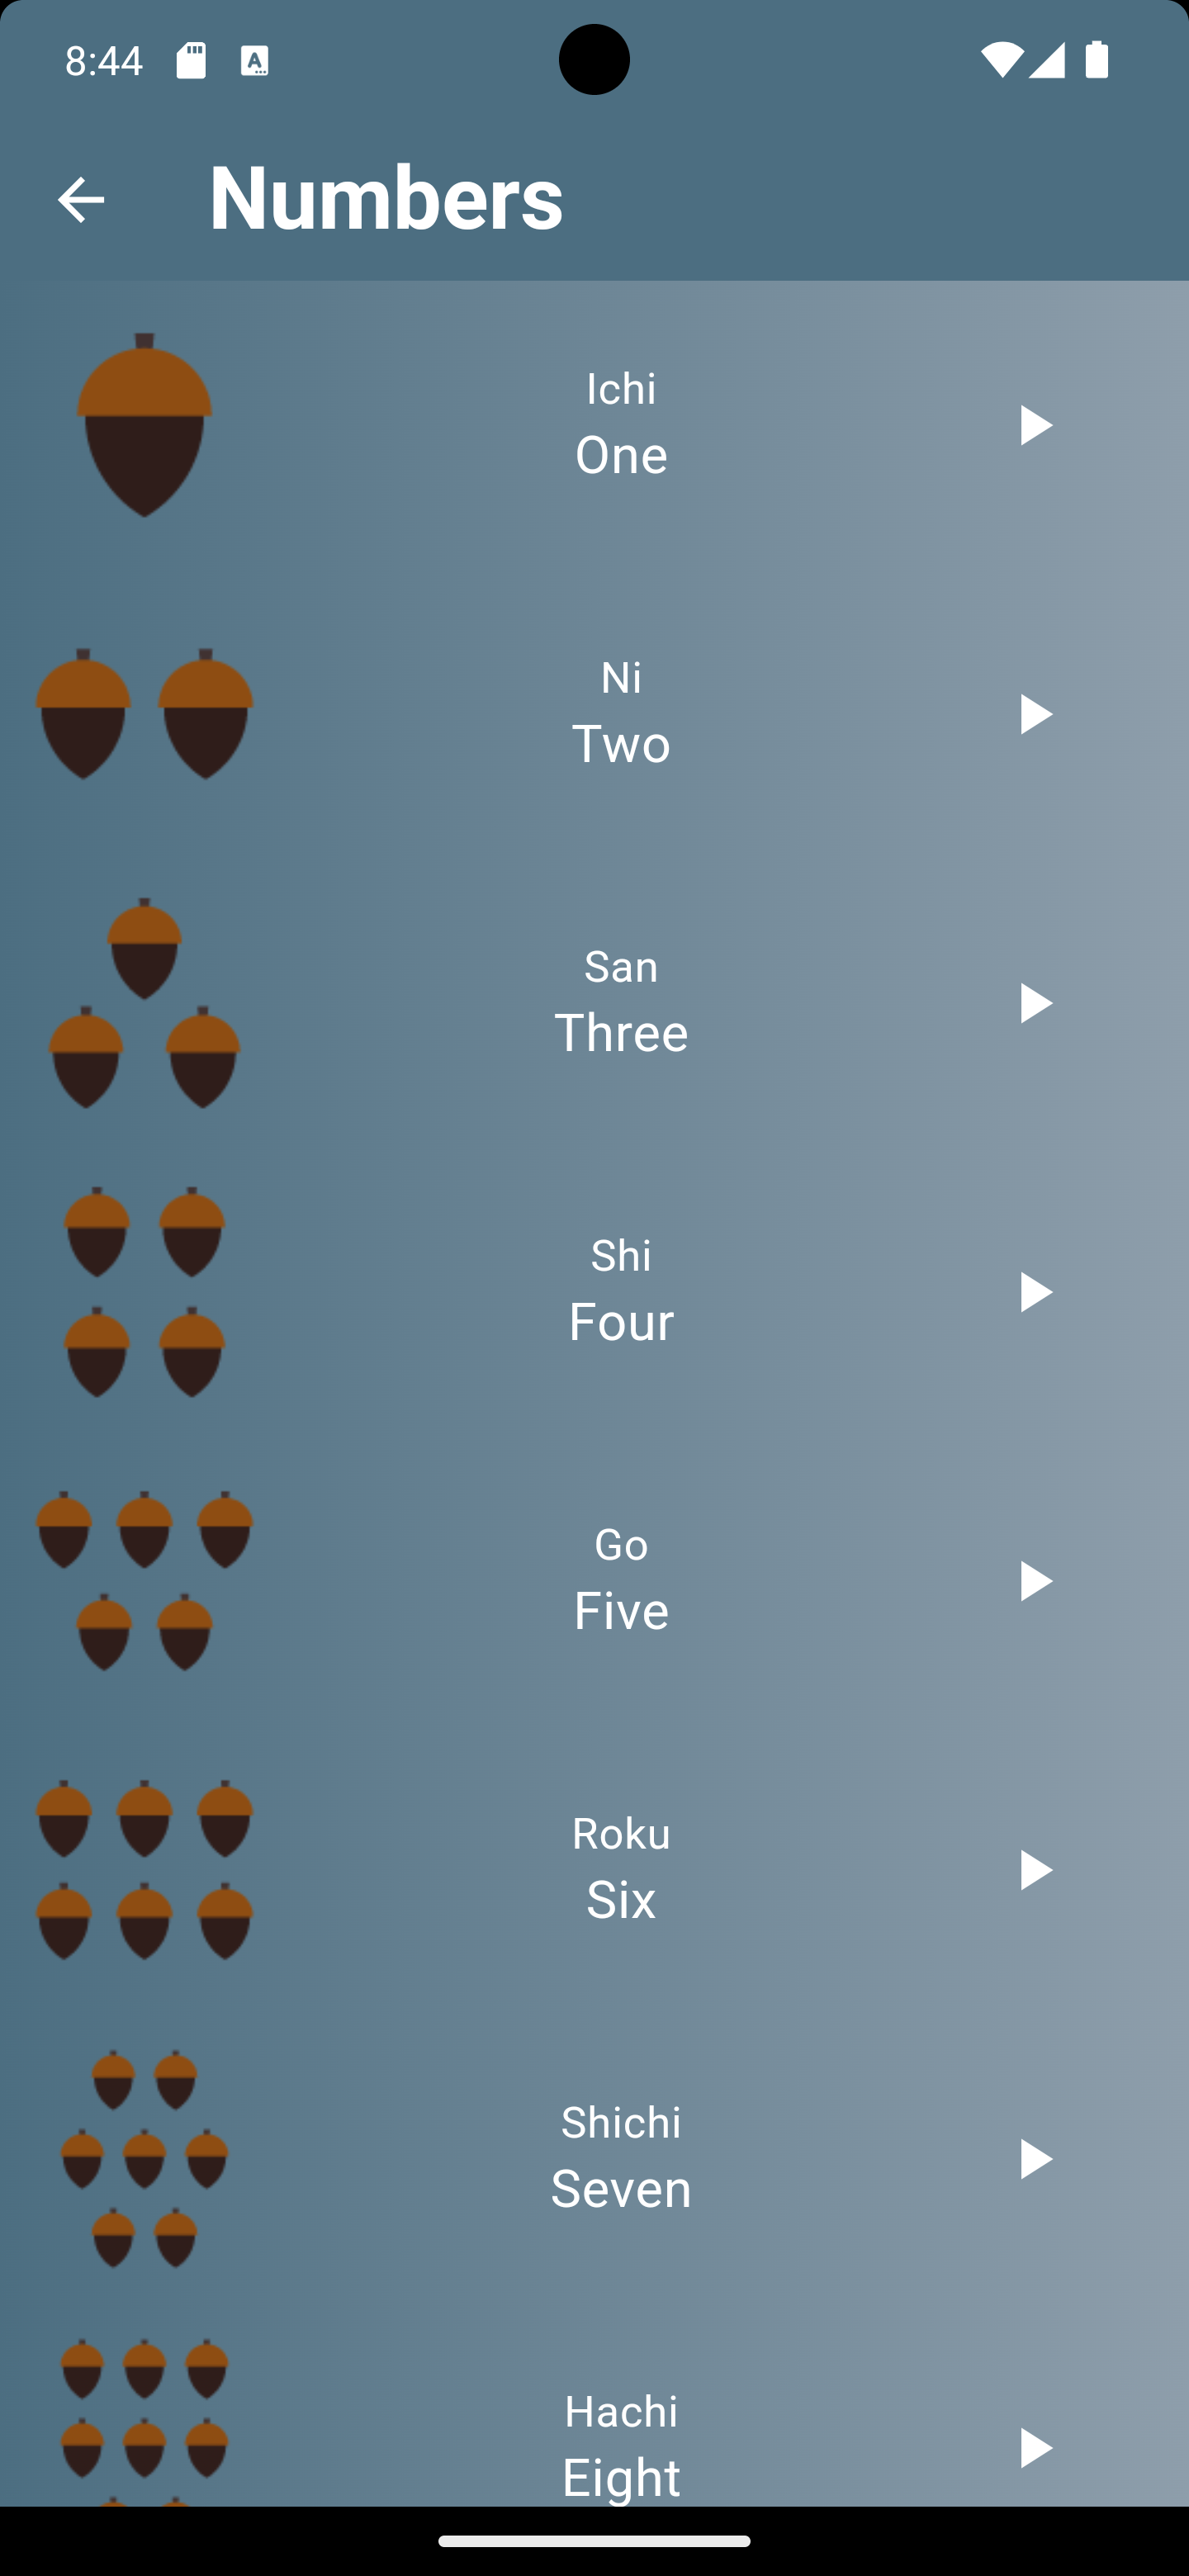 8:44
Numbers
Ichi
One
Ni
Two
San
Three
Shi
Four
Go
Five
Roku
Six
Shichi
Seven
Hachi
Eight